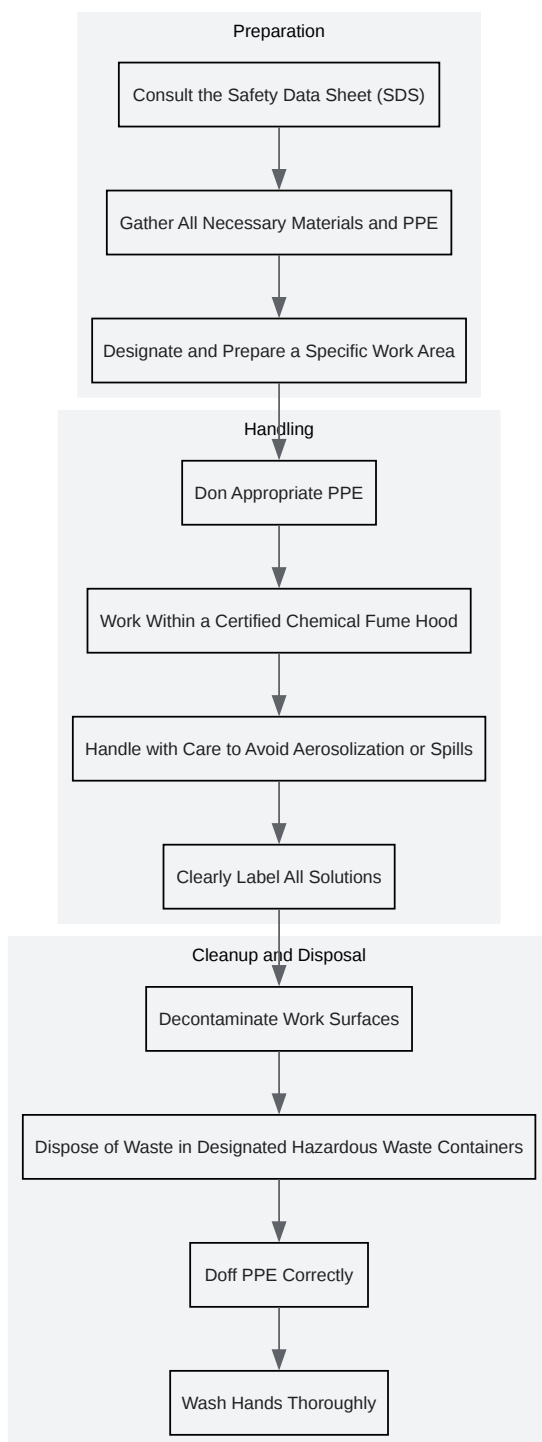 Preparation
Consult the Safety Data Sheet (SDS)
Gather All Necessary Materials and PPE
Designate and Prepare a Specific Work Area
Handling
Don Appropriate PPE
Work Within a Certified Chemical Fume Hood
Handle with Care to Avoid Aerosolization or Spills
Clearly Label All Solutions
Cleanup and Disposal
Decontaminate Work Surfaces
Dispose of Waste in Designated Hazardous Waste Containers
Doff PPE Correctly
Wash Hands Thoroughly